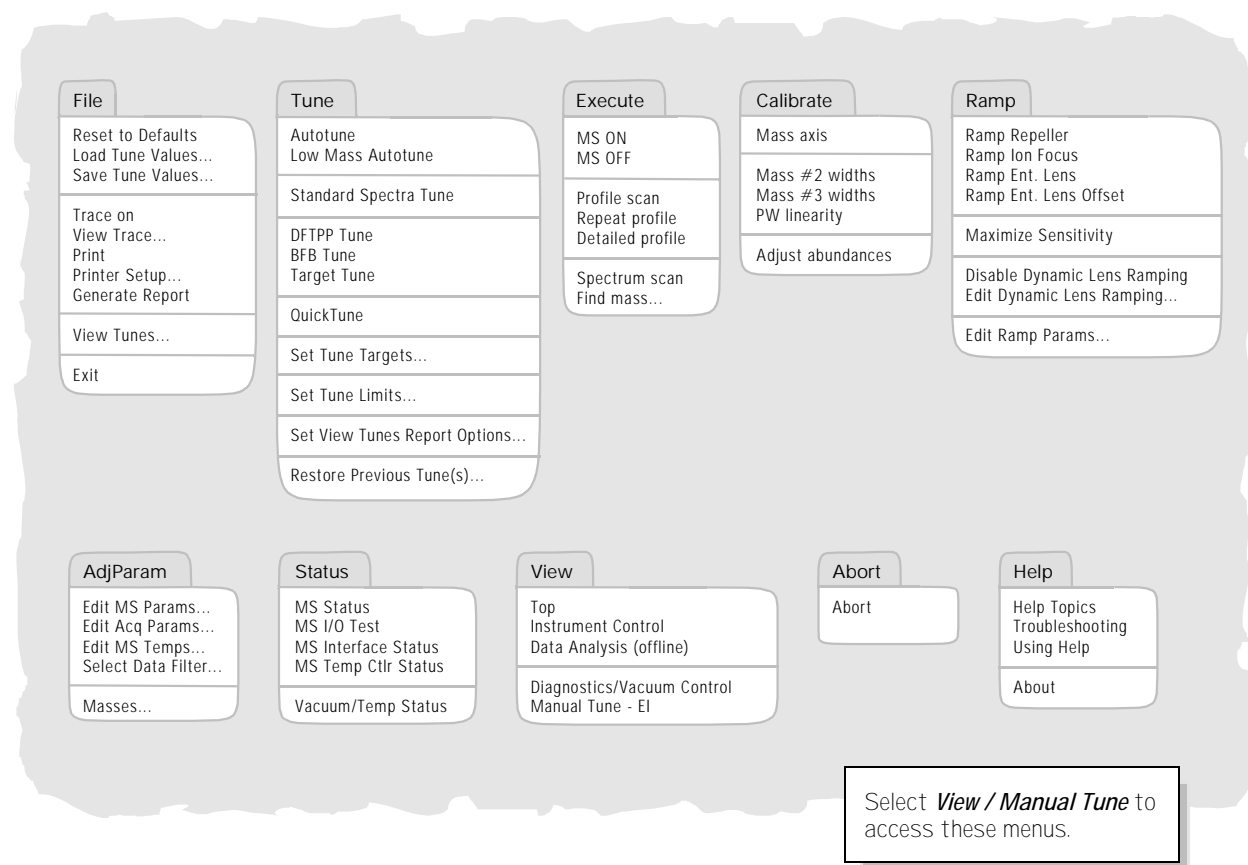 File
Reset to Defaults
Load Tune Values...
Save Tune Values...
Trace on
View Trace...
Print
Printer Setup...
Generate Report
View Tunes...
Exit
Tune
Autotune
Low Mass Autotune
Standard Spectra Tune
DFTPP Tune
BFB Tune
Target Tune
QuickTune
Set Tune Targets...
Set Tune Limits...
Set View Tunes Report Options...
Restore Previous Tune(s)...
Execute
MS ON
MS OFF
Profile scan
Repeat profile
Detailed profile
Spectrum scan
Find mass...
Calibrate
Mass axis
Mass #2 widths
Mass #3 widths
PW linearity
Adjust abundances
Ramp
Ramp Repeller
Ramp Ion Focus
Ramp Ent. Lens
Ramp Ent. Lens Offset
Maximize Sensitivity
Disable Dynamic Lens Ramping
Edit Dynamic Lens Ramping...
Edit Ramp Params...
AdjParam
Edit MS Params...
Edit Acq Params...
Edit MS Temps...
Select Data Filter...
Masses...
Status
MS Status
MS I/O Test
MS Interface Status
MS Temp Ctlr Status
Vacuum/Temp Status
View
Top
Instrument Control
Data Analysis (offline)
Diagnostics/Vacuum Control
Manual Tune - EI
Abort
Abort
Help
Help Topics
Troubleshooting
Using Help
About
Select View / Manual Tune to
access these menus.